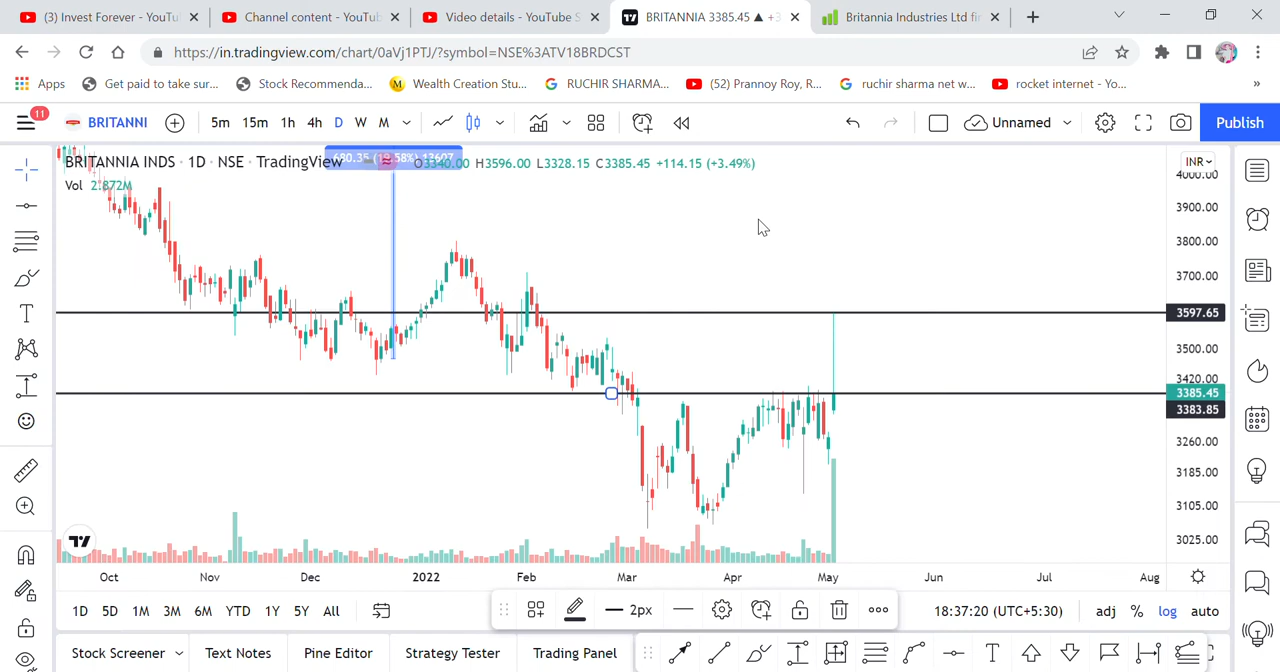 (3) Invest Forever - YouTu
Channel content - YouTub
Video details - YouTube S
BRITANNIA 3385.45 ▲ +3
Britannia Industries Ltd fin
https://in.tradingview.com/chart/0aVj1PTJ/?symbol=NSE%3ATV18BRDCST
Apps
Get paid to take sur...
Stock Recommenda...
Wealth Creation Stu...
RUCHIR SHARMA...
(52) Prannoy Roy, R...
ruchir sharma net w...
rocket internet - Yo...
»
11
BRITANNI
5m 15m 1h 4h D W M
Unnamed
Publish
BRITANNIA INDS · 1D · NSE · TradingView
O3340.00 H3596.00 L3328.15 C3385.45 +114.15 (+3.49%)
Vol 2.872M
INR
4000.00
3900.00
3800.00
3700.00
3597.65
3500.00
3420.00
3385.45
3383.85
3260.00
3185.00
3105.00
3025.00
Oct Nov Dec 2022 Feb Mar Apr May Jun Jul Aug
1D 5D 1M 3M 6M YTD 1Y 5Y All
2px
18:37:20 (UTC+5:30)
adj % log auto
Stock Screener
Text Notes
Pine Editor
Strategy Tester
Trading Panel